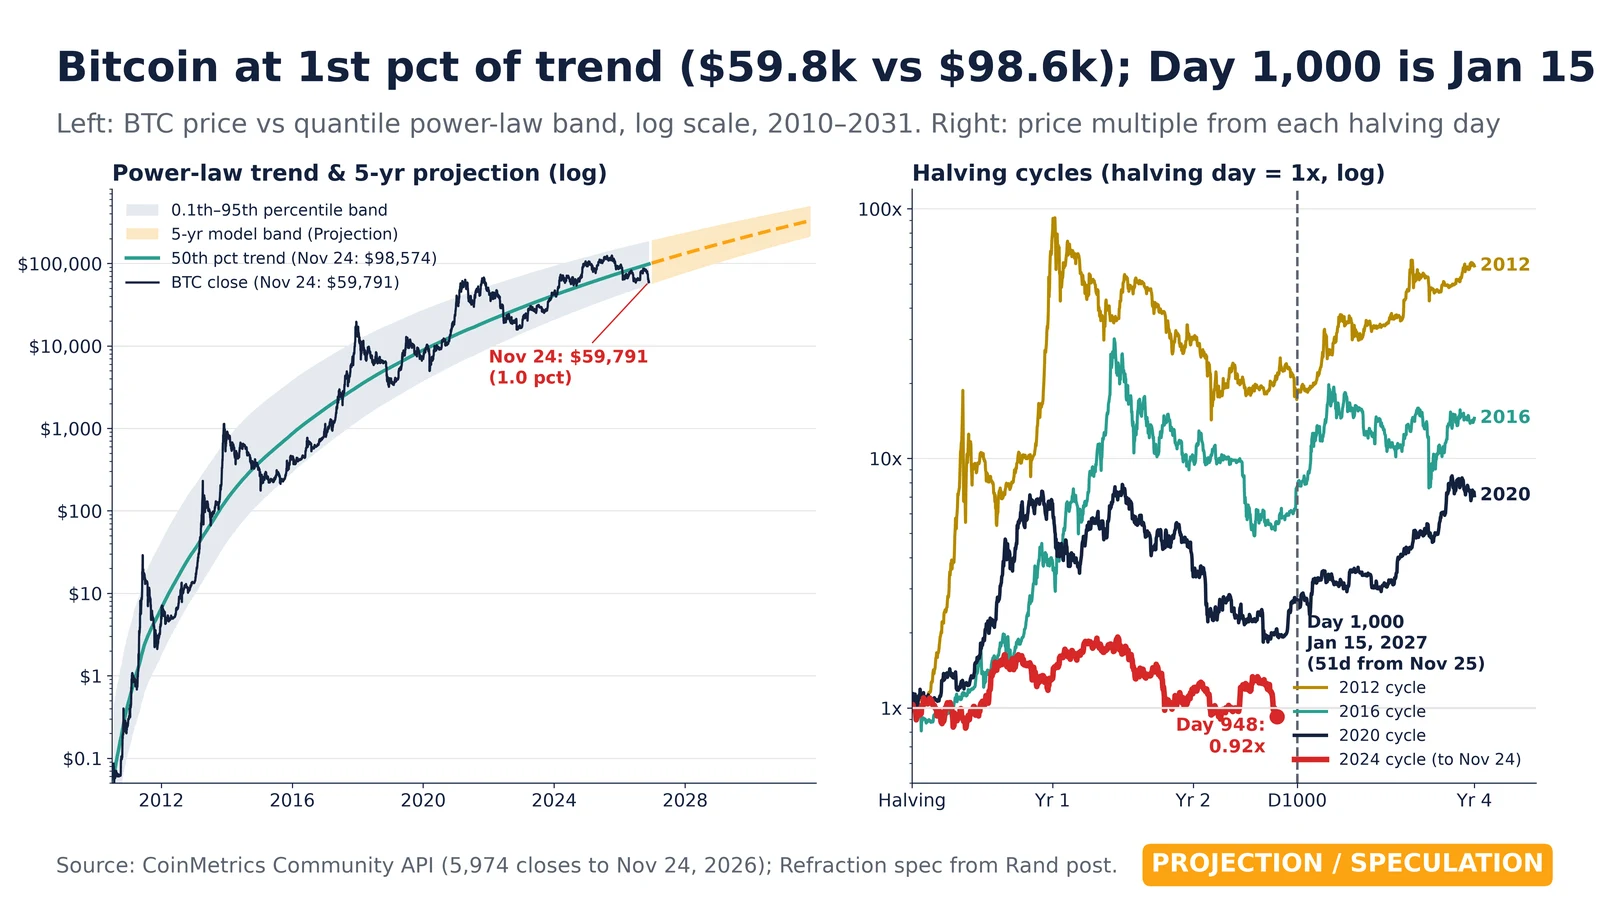 Bitcoin at 1st pct of trend ($59.8k vs $98.6k); Day 1,000 is Jan 15
Left: BTC price vs quantile power-law band, log scale, 2010–2031. Right: price multiple from each halving day
Power-law trend & 5-yr projection (log)
0.1th–95th percentile band
5-yr model band (Projection)
50th pct trend (Nov 24: $98,574)
BTC close (Nov 24: $59,791)
$100,000
$10,000
$1,000
$100
$10
$1
$0.1
Nov 24: $59,791
(1.0 pct)
2012
2016
2020
2024
2028
Halving cycles (halving day = 1x, log)
100x
10x
1x
2012
2016
2020
Day 1,000
Jan 15, 2027
(51d from Nov 25)
Day 948:
0.92x
2012 cycle
2016 cycle
2020 cycle
2024 cycle (to Nov 24)
Halving
Yr 1
Yr 2
D1000
Yr 4
Source: CoinMetrics Community API (5,974 closes to Nov 24, 2026); Refraction spec from Rand post.
PROJECTION / SPECULATION